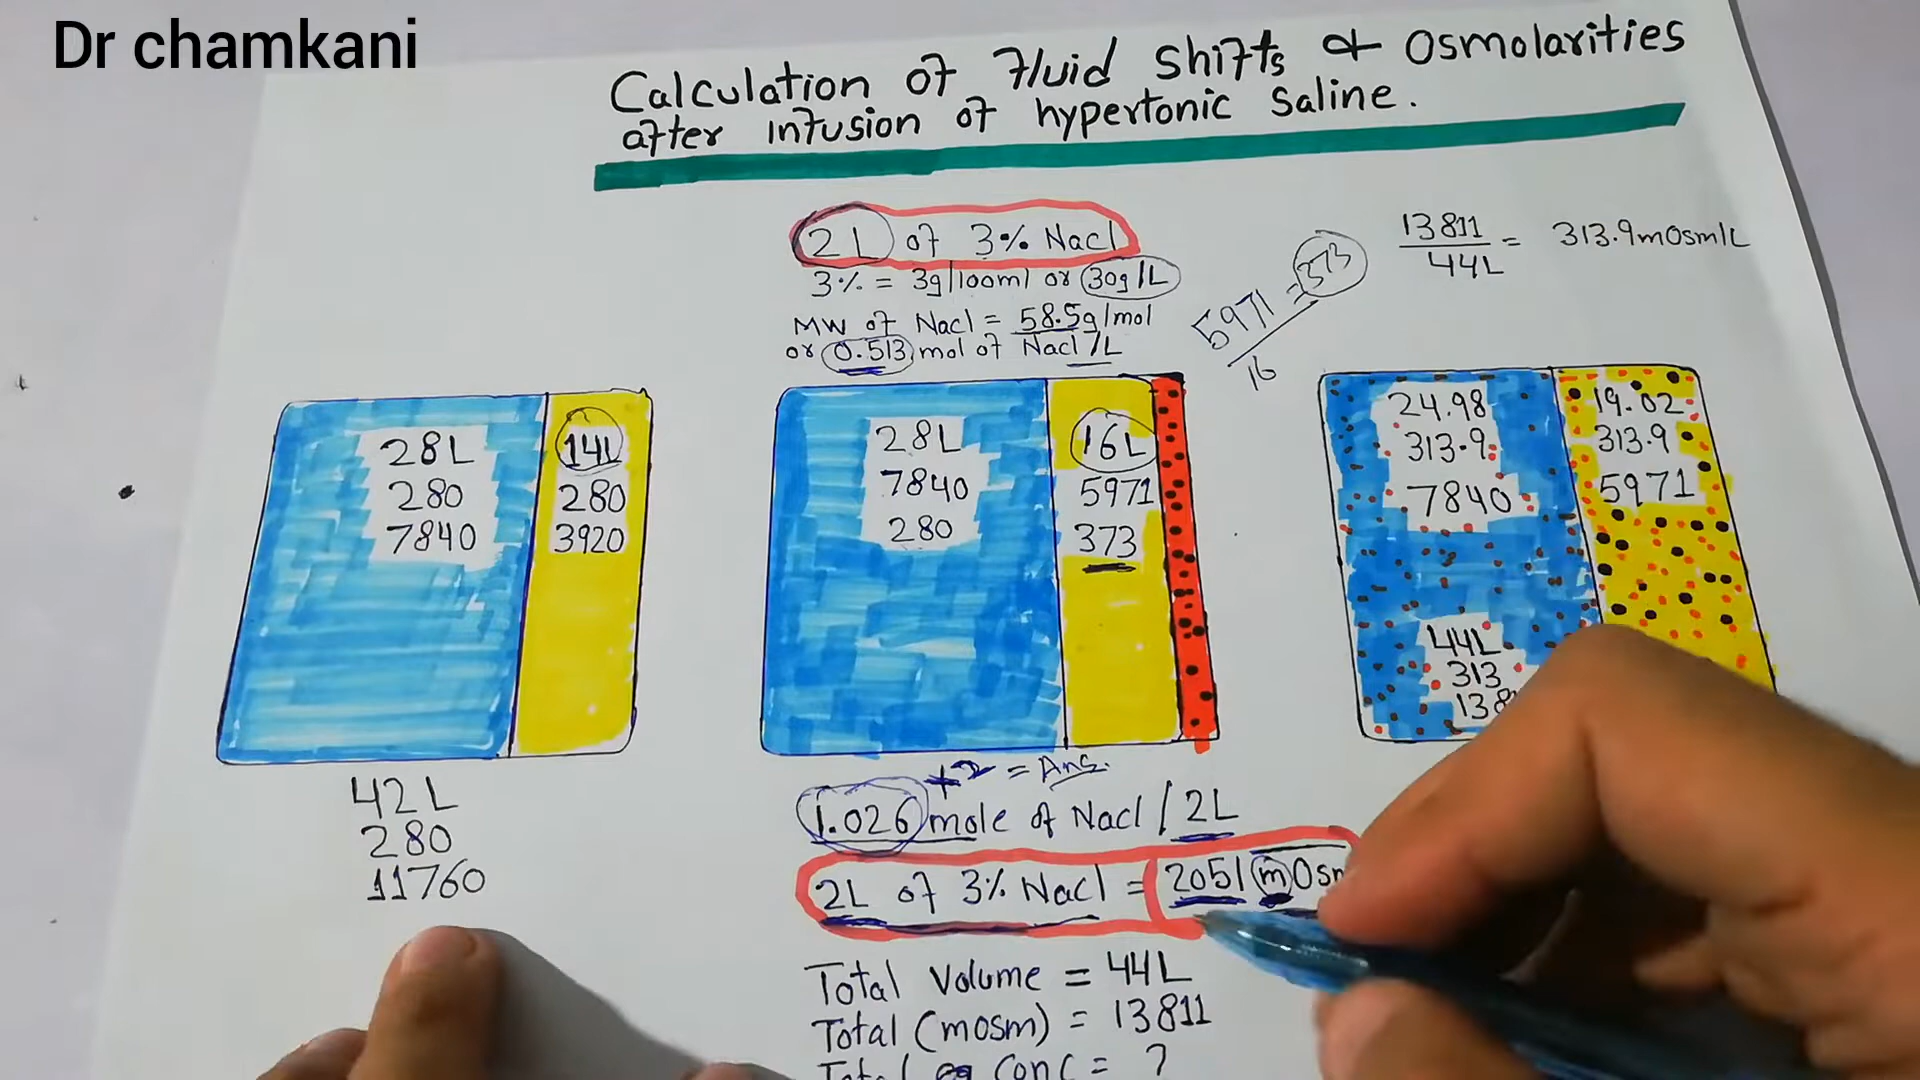 Dr chamkani
Calculation of Fluid Shifts & Osmolarities
after infusion of hypertonic Saline.
2 L of 3% Nacl
3% = 3g/100ml or 30g/L
MW of Nacl = 58.5g/mol
or 0.513 mol of Nacl/L
5971 = 373
16
13811 = 313.9mOsm/L
44L
28L
280
7840
14L
280
3920
42L
280
11760
28L
7840
280
16L
5971
373
24.98
313.9
7840
19.02
313.9
5971
44L
313
+2 = Ans.
1.026 mole of Nacl / 2L
2L of 3% Nacl = 2051 mOsm
Total Volume = 44L
Total (mosm) = 13811
Conc = ?